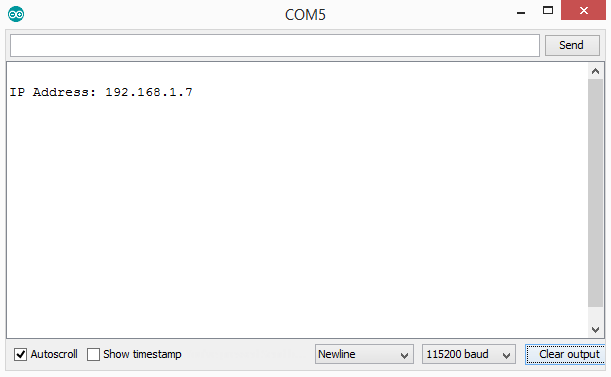 COM5
Send
IP Address: 192.168.1.7
Autoscroll Show timestamp Newline 115200 baud Clear output